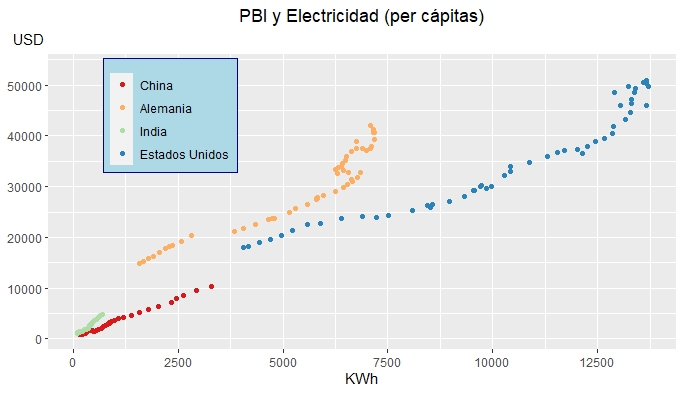 PBI y Electricidad (per cápitas)
USD
China
Alemania
India
Estados Unidos
50000
40000
30000
20000
10000
0
0 2500 5000 7500 10000 12500
KWh